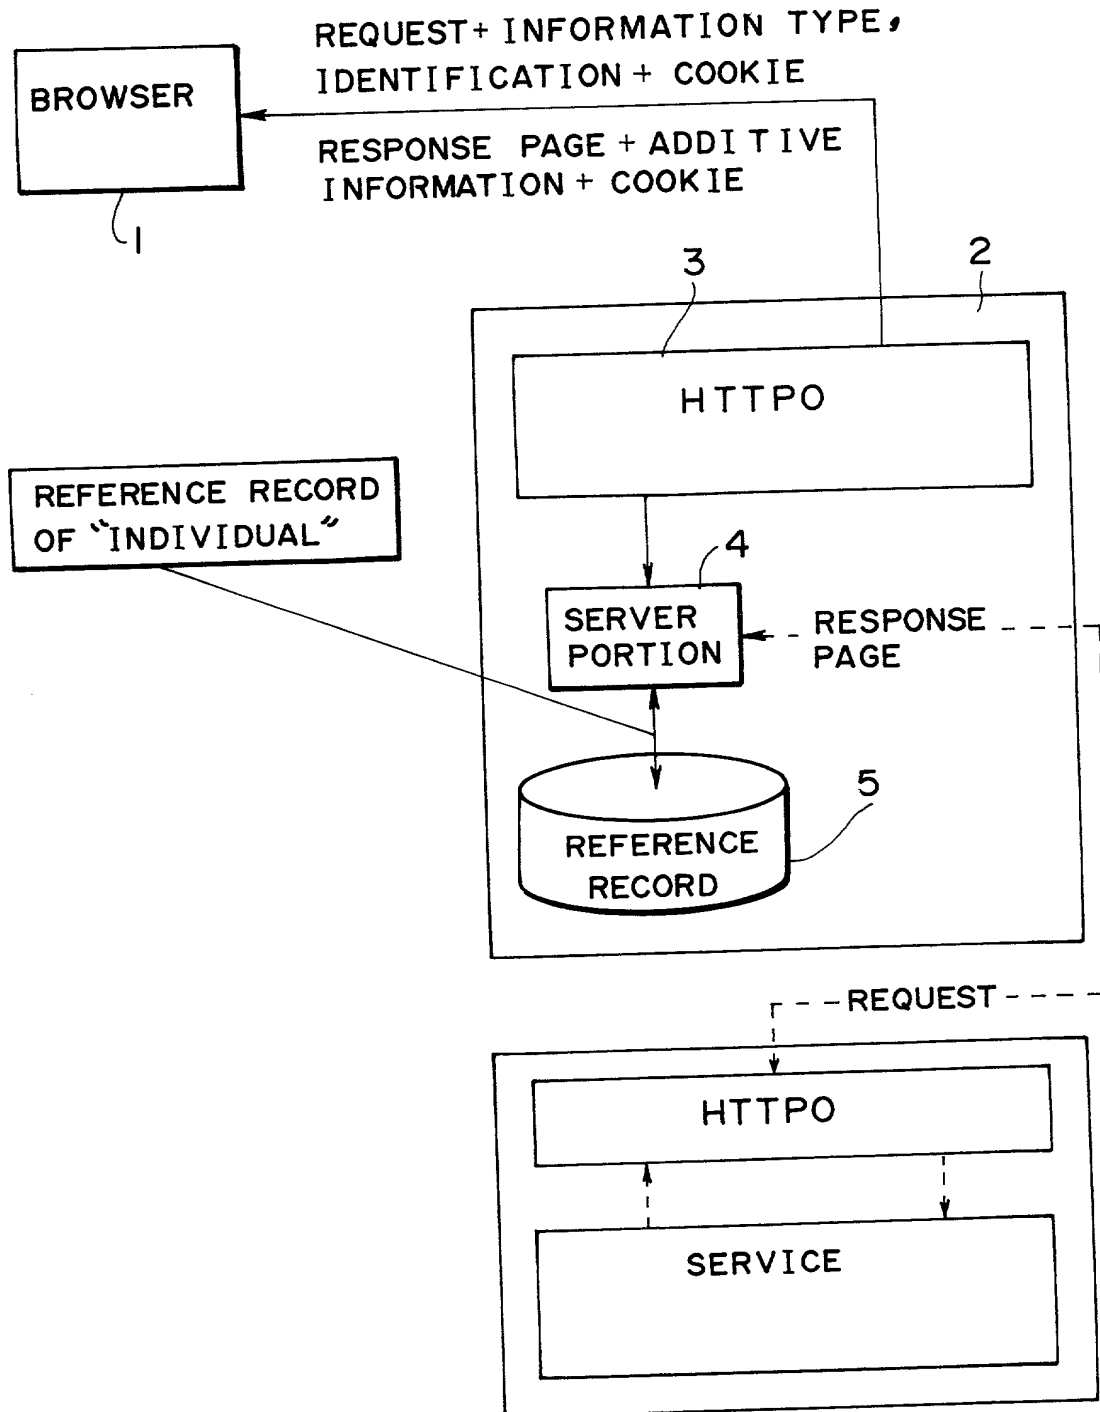 REQUEST + INFORMATION TYPE,
IDENTIFICATION + COOKIE
BROWSER
RESPONSE PAGE + ADDITIVE
INFORMATION + COOKIE
1
2
3
HTTPO
REFERENCE RECORD
OF "INDIVIDUAL"
4
SERVER
PORTION
RESPONSE
PAGE
5
REFERENCE
RECORD
REQUEST
HTTPO
SERVICE